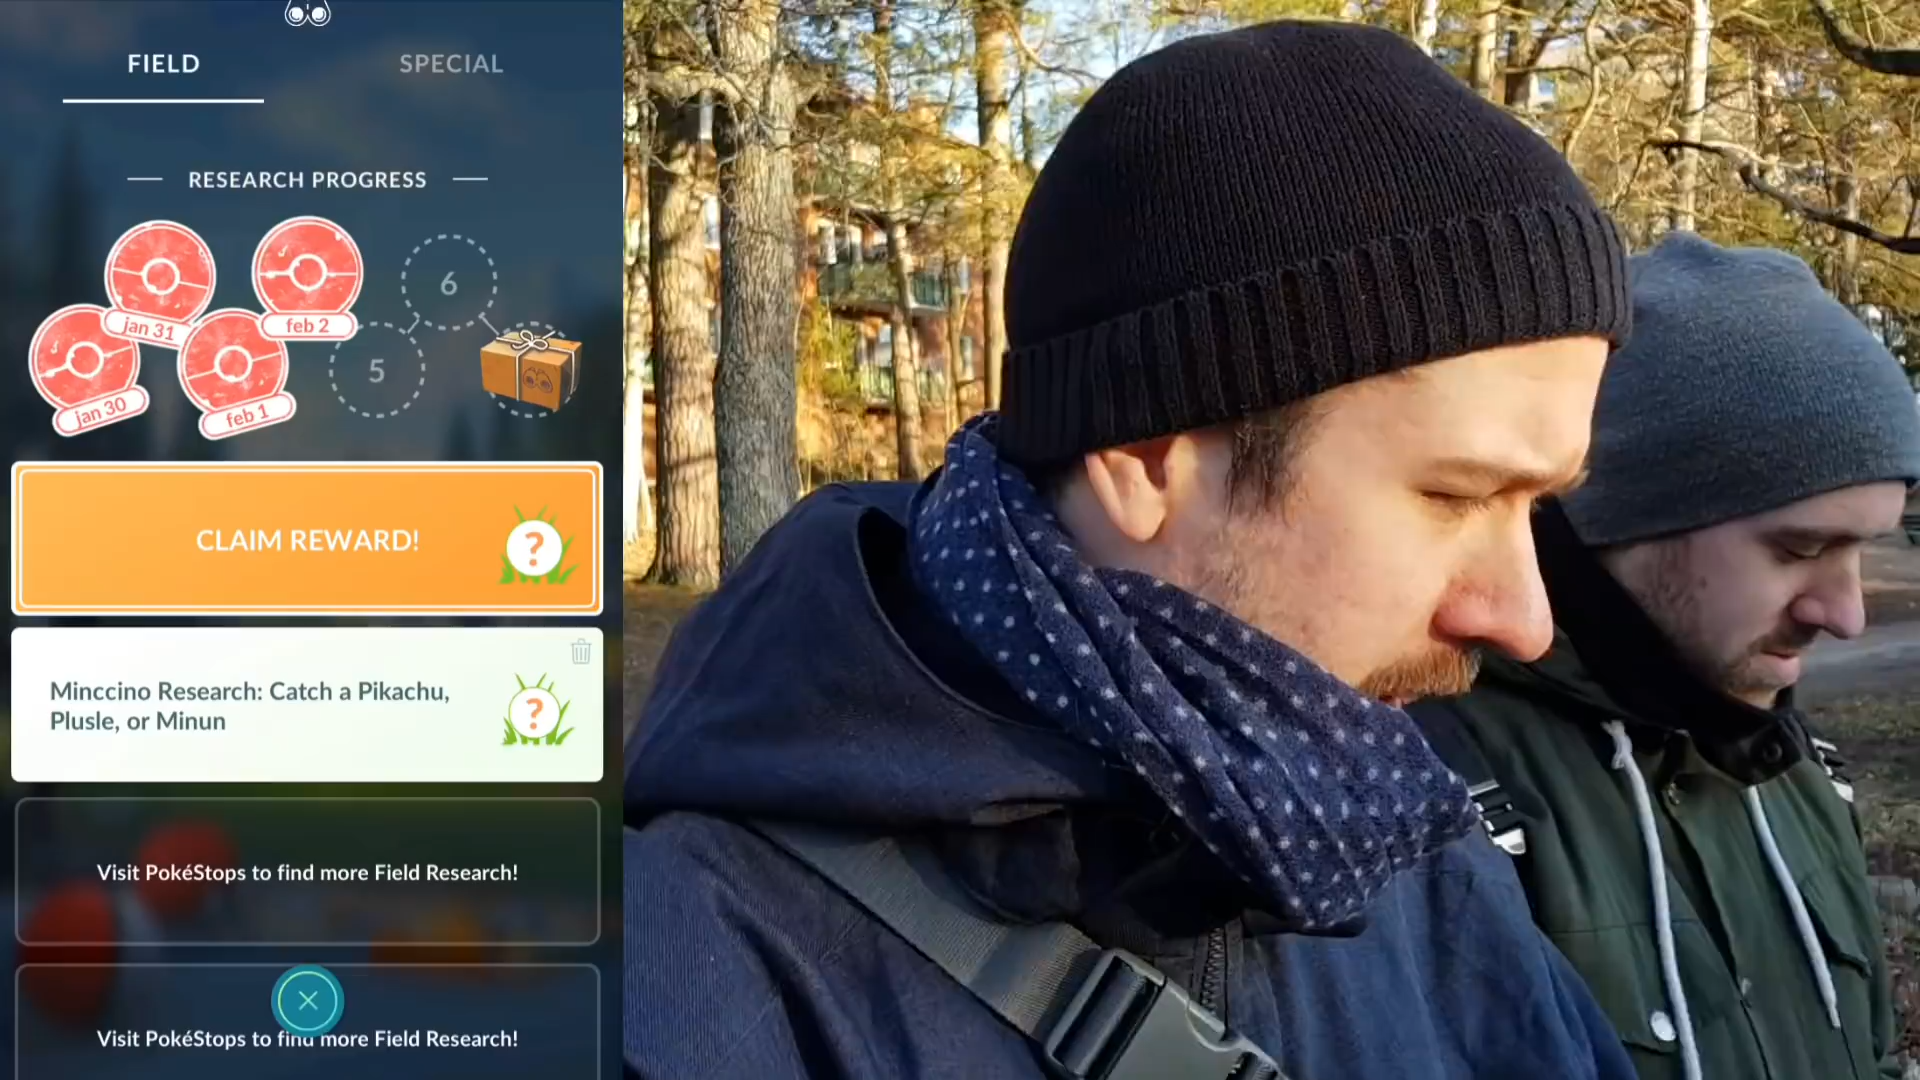 FIELD
SPECIAL
RESEARCH PROGRESS
jan 31
feb 2
6
jan 30
feb 1
5
CLAIM REWARD!
?
Minccino Research: Catch a Pikachu,
Plusle, or Minun
?
Visit PokéStops to find more Field Research!
Visit PokéStops to find more Field Research!